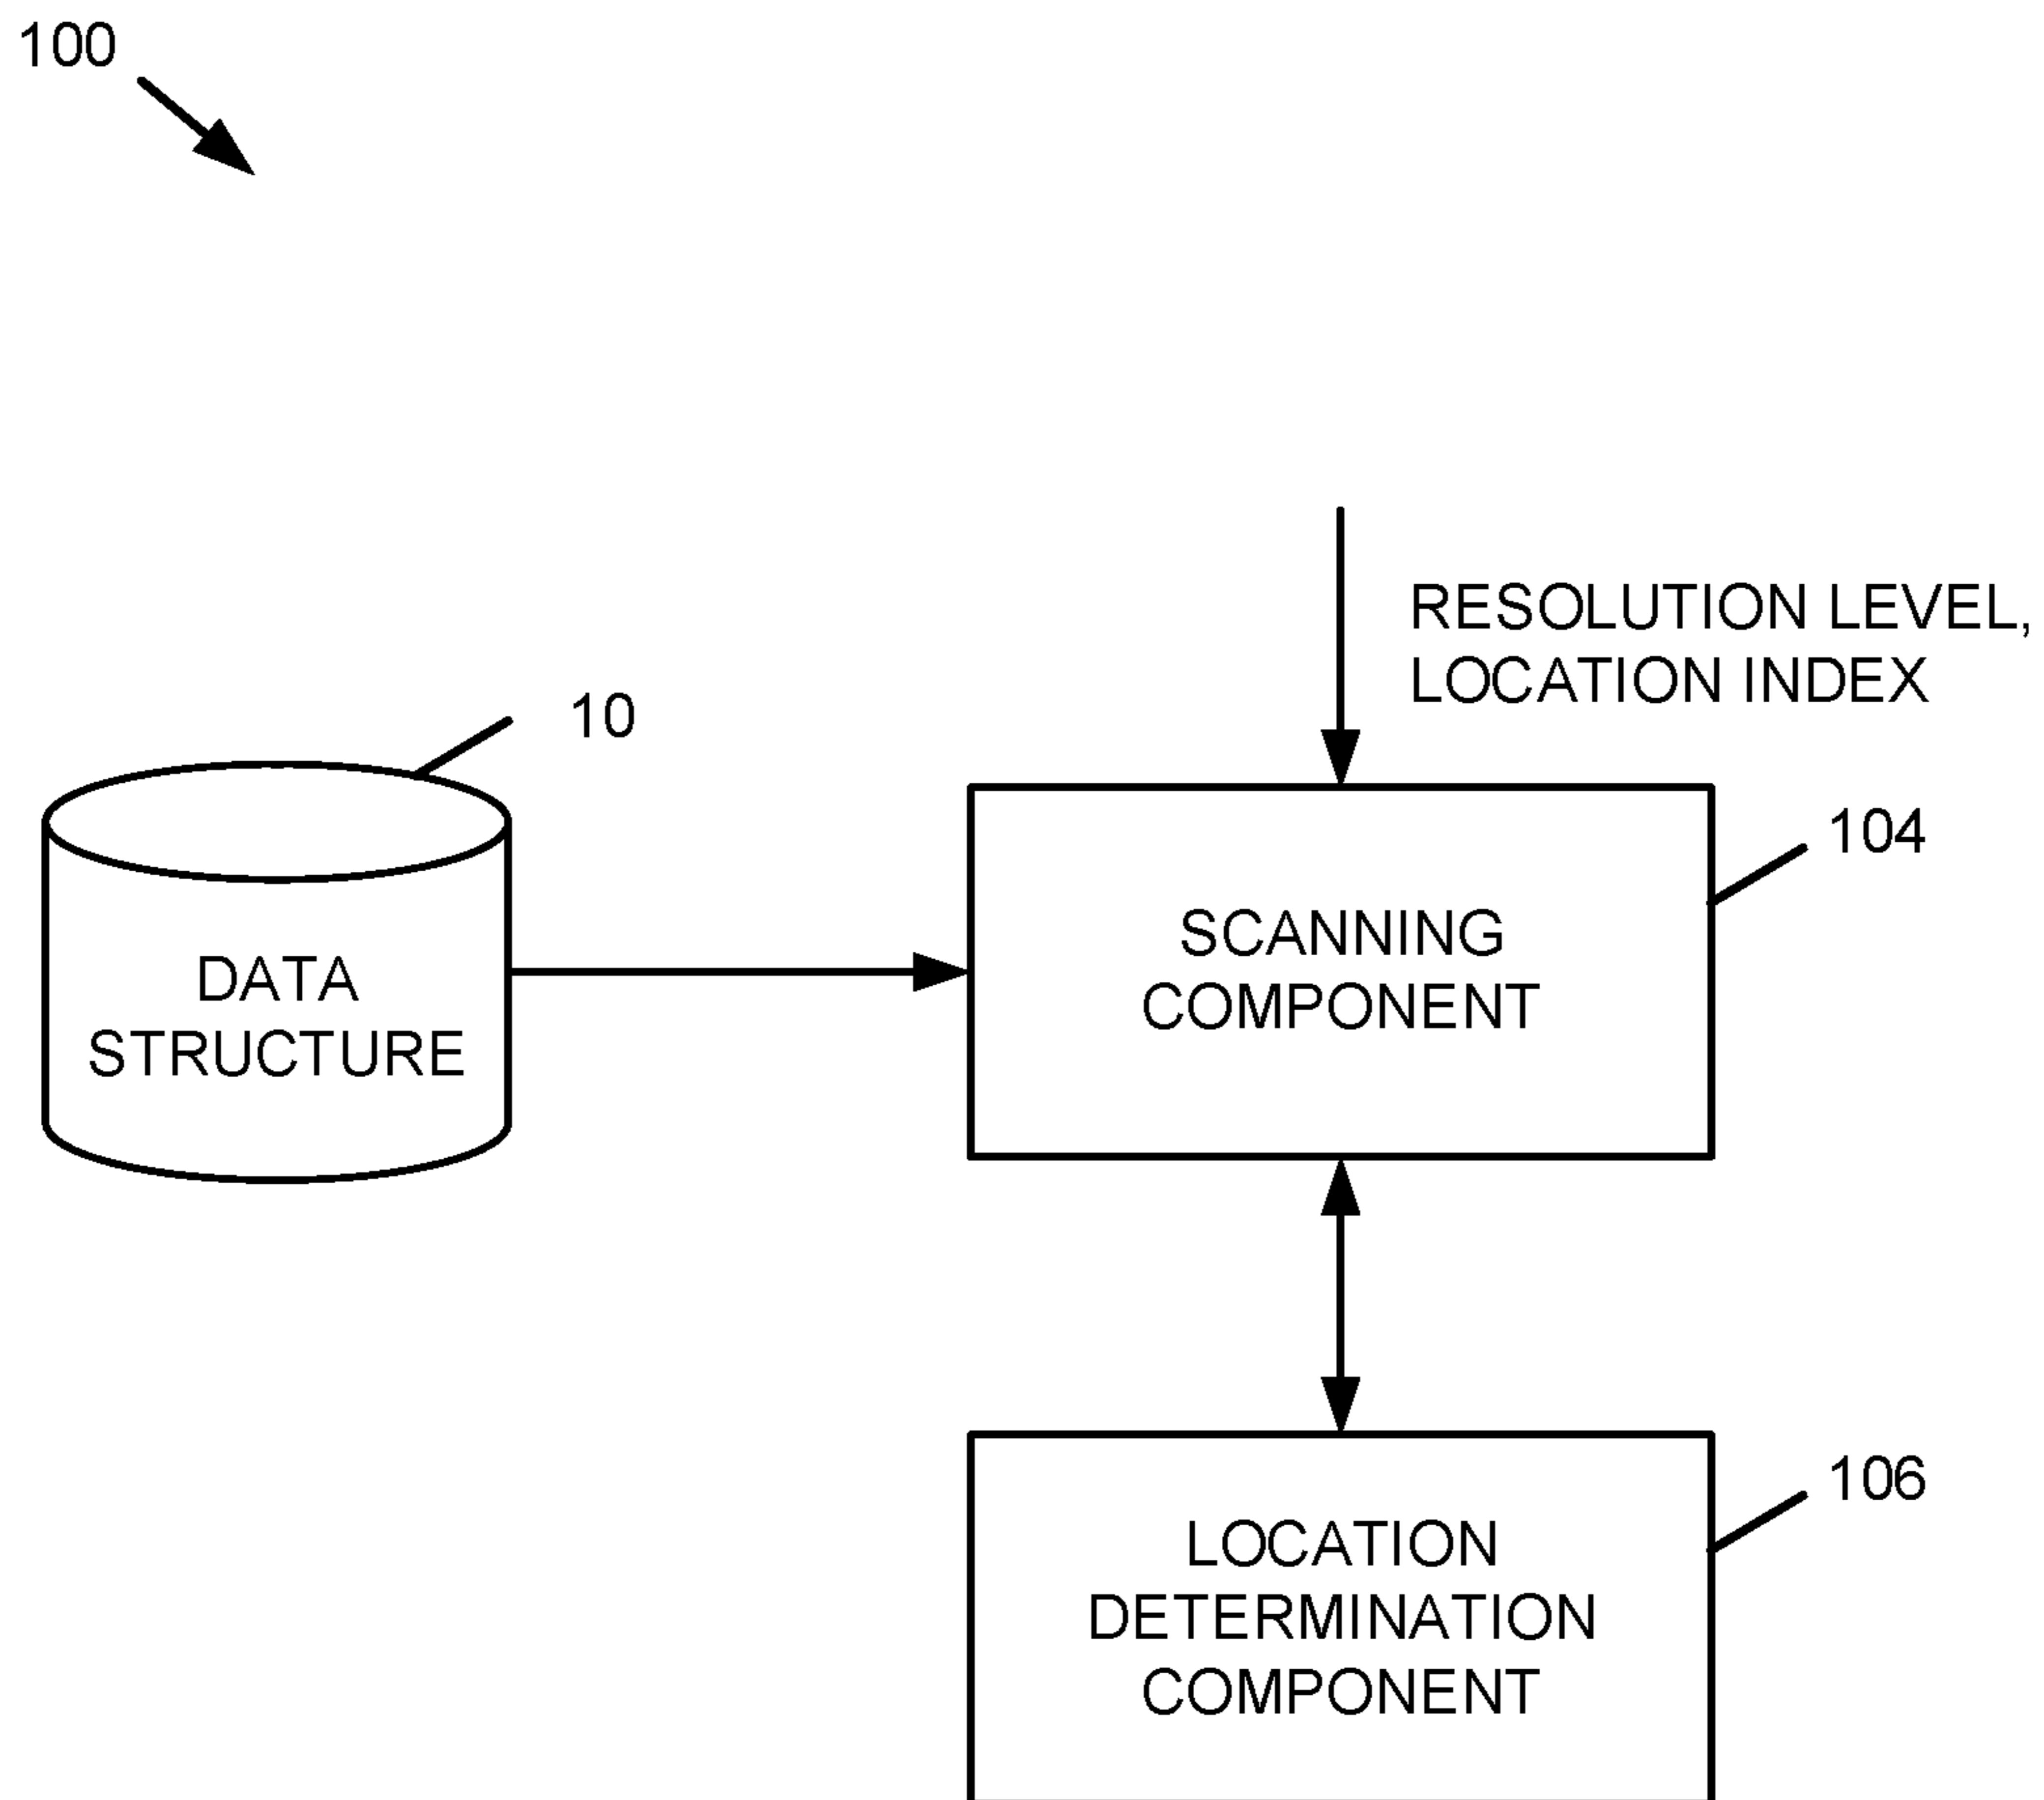 100
RESOLUTION LEVEL,
LOCATION INDEX
10
104
SCANNING
COMPONENT
DATA
STRUCTURE
106
LOCATION
DETERMINATION
COMPONENT